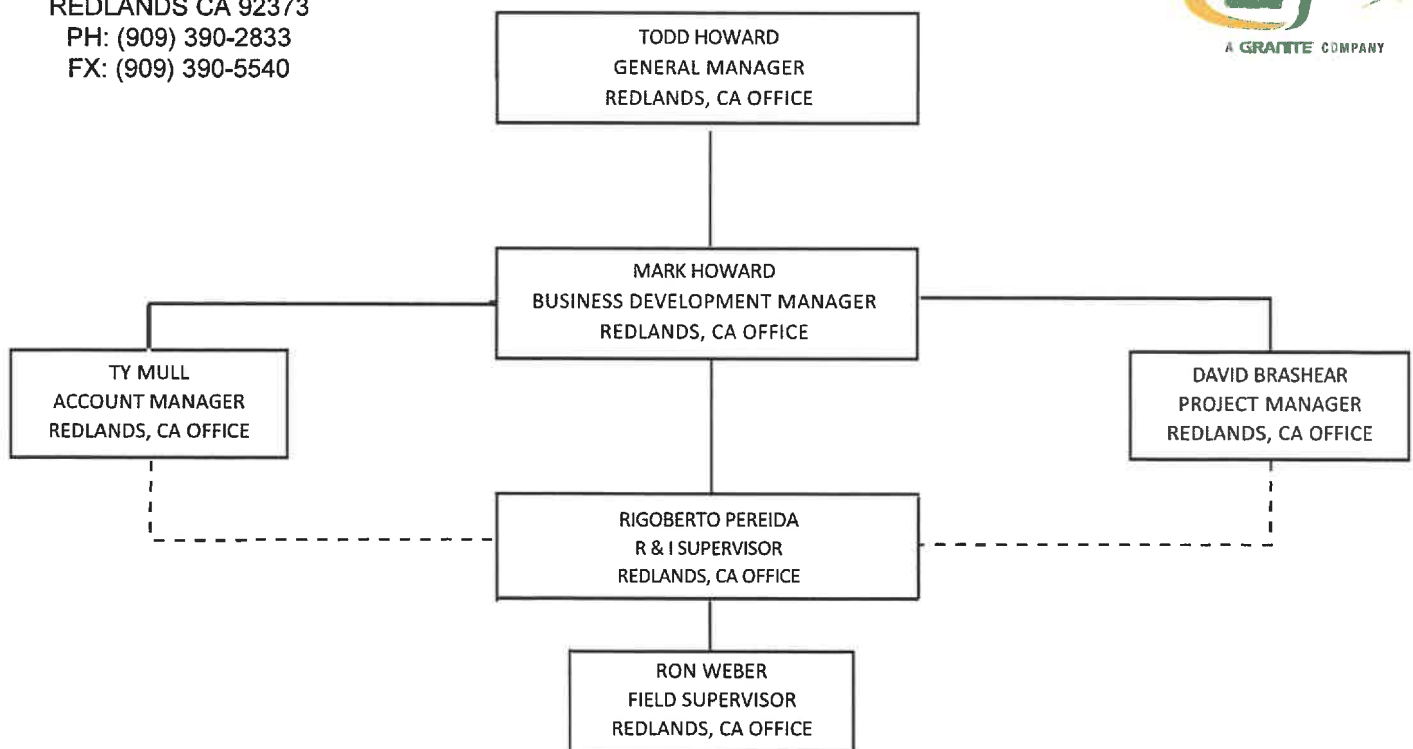 REDLANDS CA 92373
PH: (909) 390-2833
FX: (909) 390-5540
A GRANITE COMPANY
TODD HOWARD
GENERAL MANAGER
REDLANDS, CA OFFICE
MARK HOWARD
BUSINESS DEVELOPMENT MANAGER
REDLANDS, CA OFFICE
TY MULL
ACCOUNT MANAGER
REDLANDS, CA OFFICE
DAVID BRASHEAR
PROJECT MANAGER
REDLANDS, CA OFFICE
RIGOBERTO PEREIDA
R & I SUPERVISOR
REDLANDS, CA OFFICE
RON WEBER
FIELD SUPERVISOR
REDLANDS, CA OFFICE